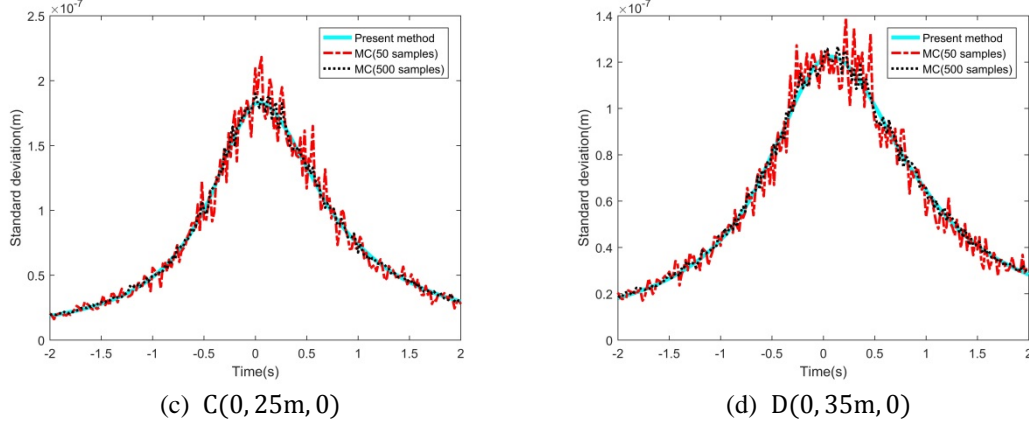 ×10⁻⁷
2.5
2
1.5
1
0.5
0
Standard deviation(m)
Present method
MC(50 samples)
MC(500 samples)
-2 -1.5 -1 -0.5 0 0.5 1 1.5 2
Time(s)
(c) C(0, 25m, 0)
×10⁻⁷
1.4
1.2
1
0.8
0.6
0.4
0.2
0
Standard deviation(m)
Present method
MC(50 samples)
MC(500 samples)
-2 -1.5 -1 -0.5 0 0.5 1 1.5 2
Time(s)
(d) D(0, 35m, 0)